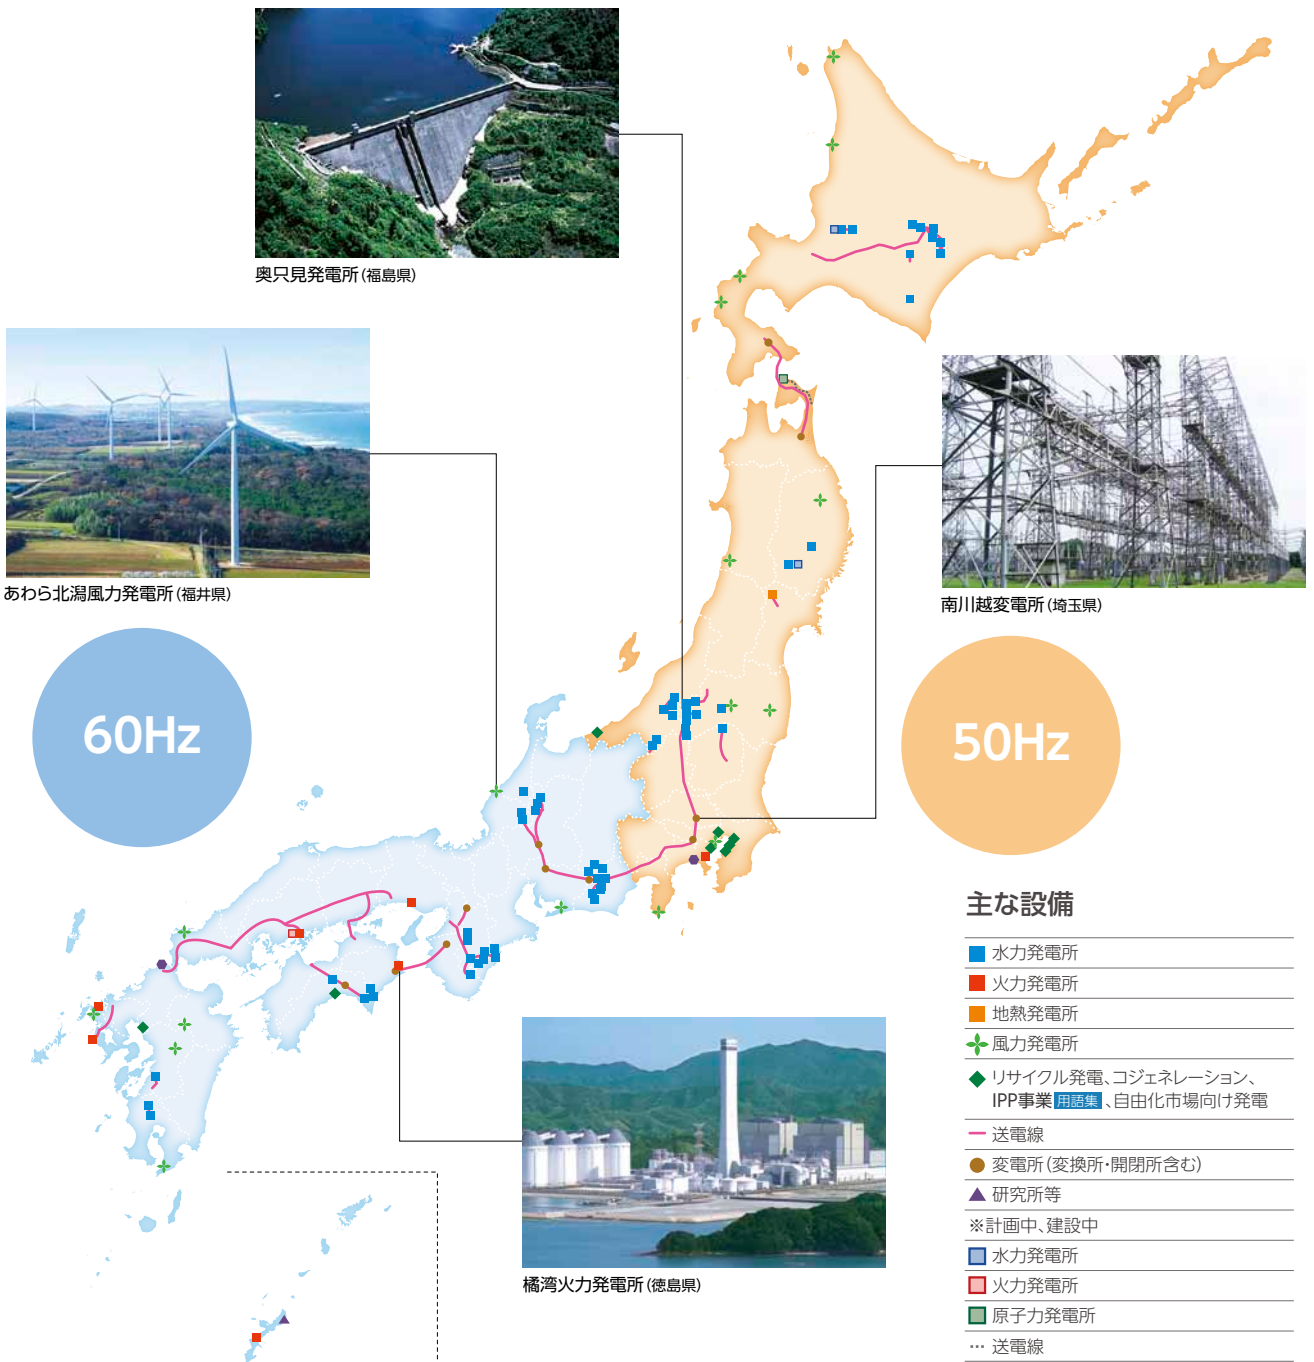 奥只見発電所(福島県)
あわら北潟風力発電所(福井県)
南川越変電所(埼玉県)
60Hz
50Hz
橘湾火力発電所(徳島県)
主な設備
水力発電所
火力発電所
地熱発電所
風力発電所
リサイクル発電、コジェネレーション、
IPP事業 用語集 、自由化市場向け発電
送電線
変電所(変換所・開閉所含む)
研究所等
※計画中、建設中
水力発電所
火力発電所
原子力発電所
送電線